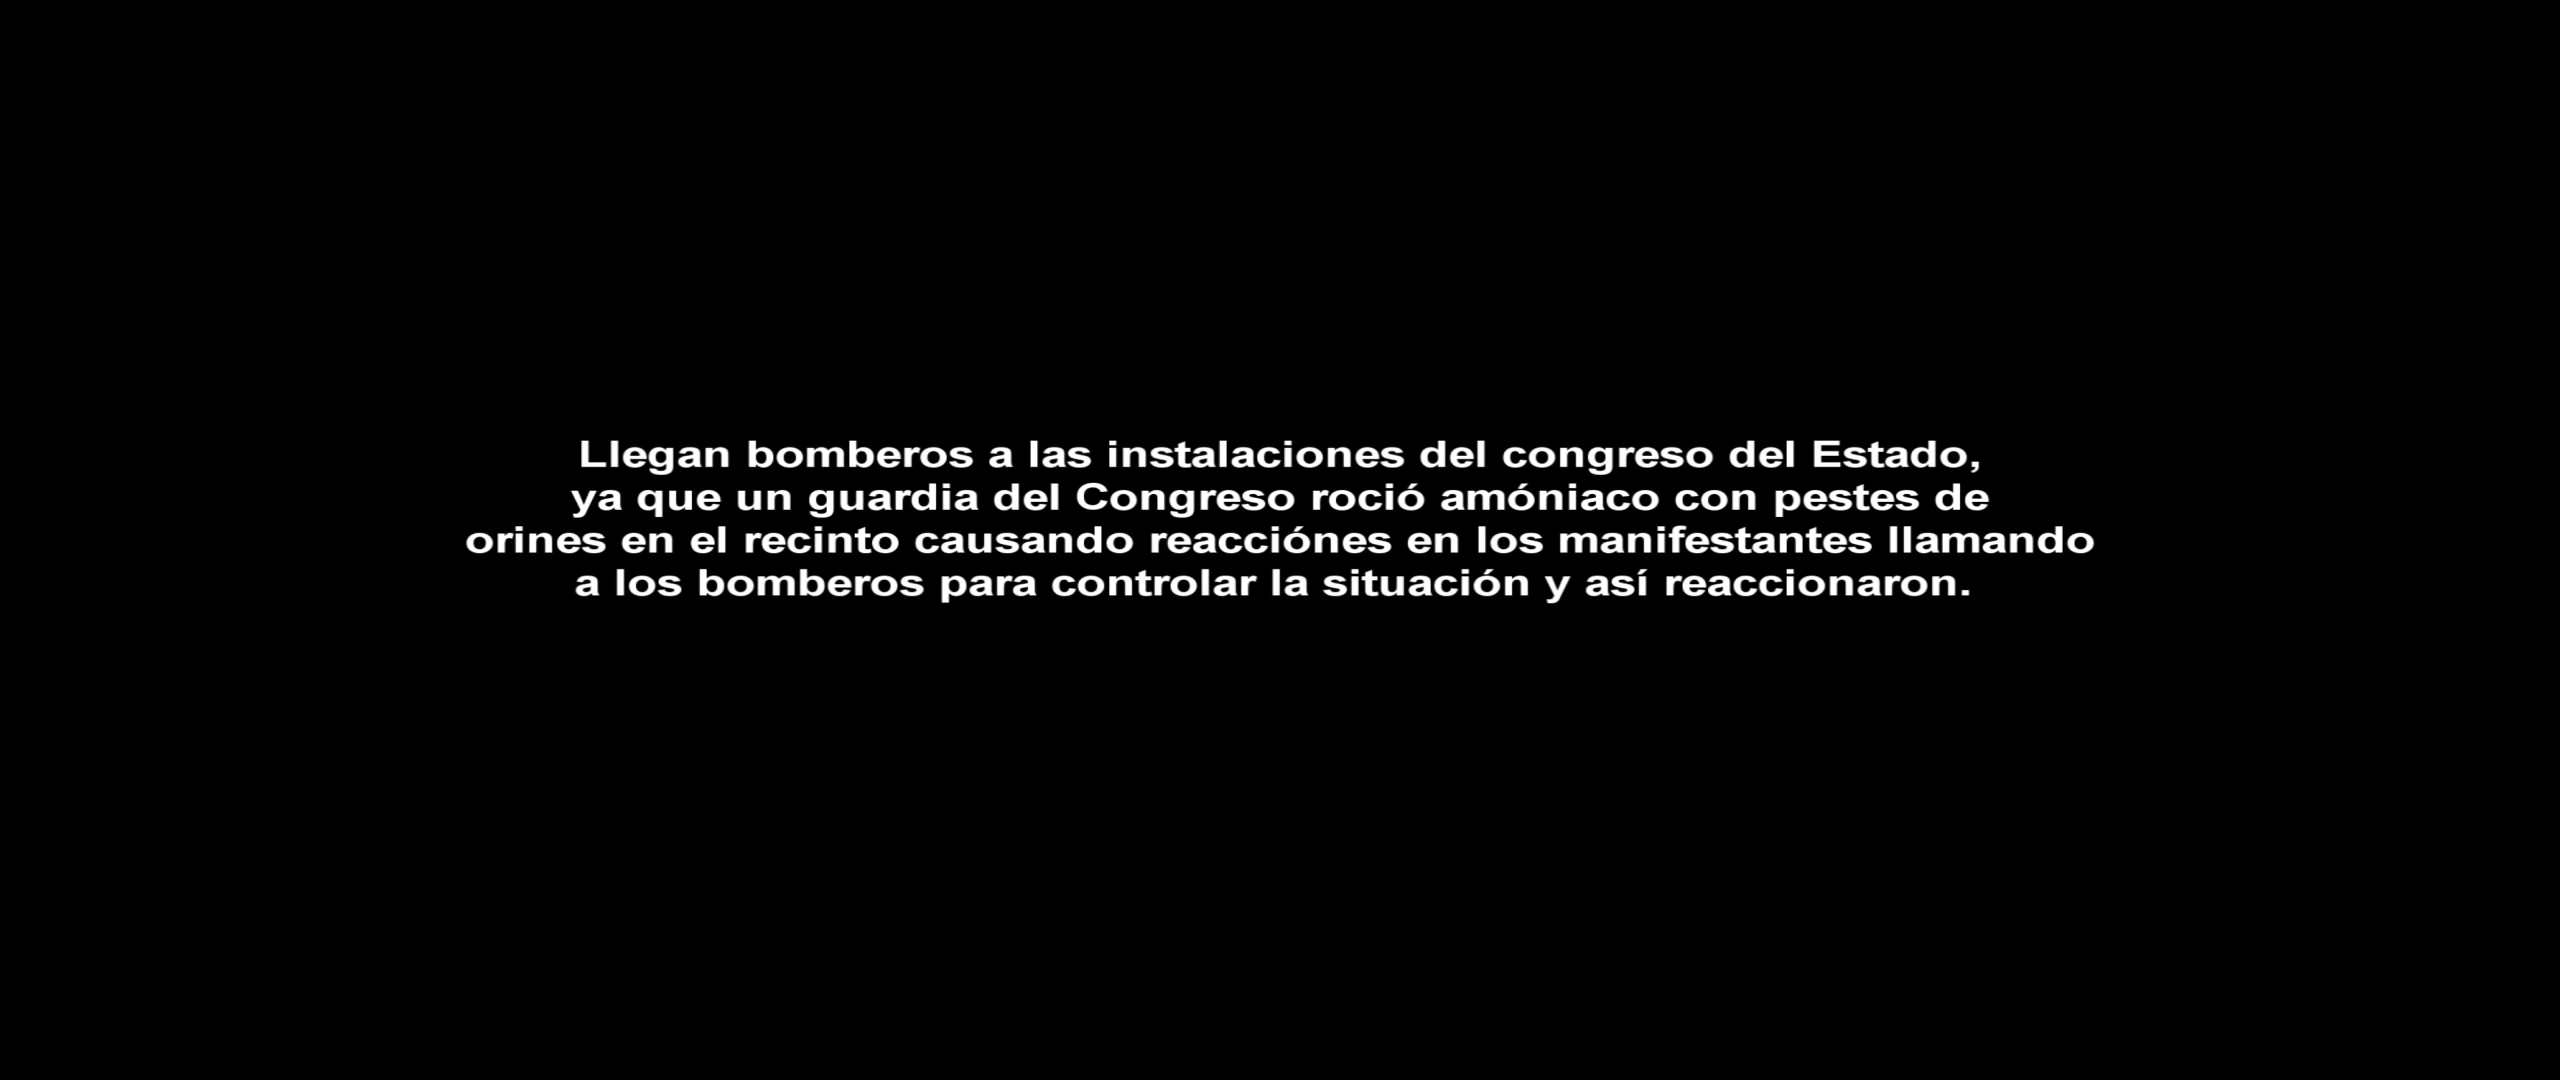 Llegan bomberos a las instalaciones del congreso del Estado,
ya que un guardia del Congreso roció amóniaco con pestes de
orines en el recinto causando reacciónes en los manifestantes llamando
a los bomberos para controlar la situación y así reaccionaron.